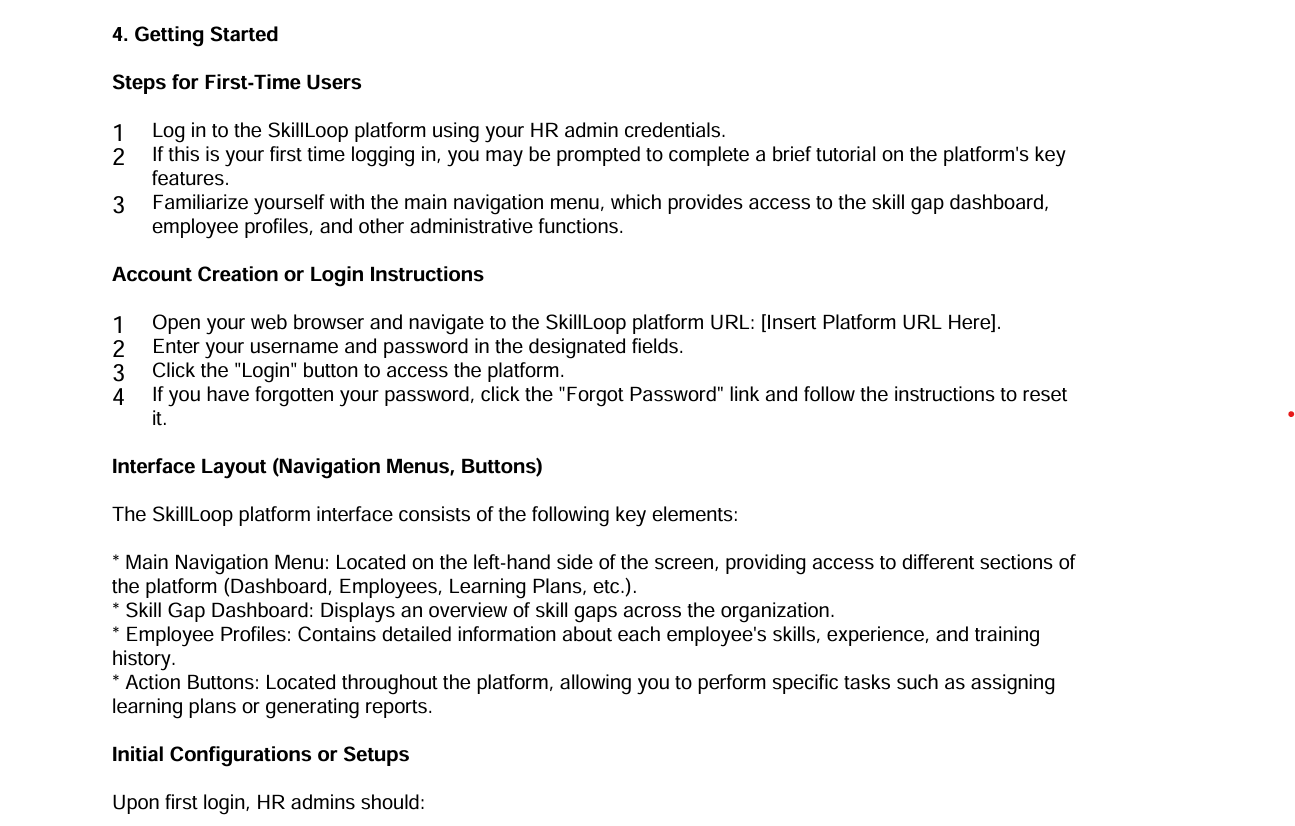 4. Getting Started
Steps for First-Time Users
1 Log in to the SkillLoop platform using your HR admin credentials.
2 If this is your first time logging in, you may be prompted to complete a brief tutorial on the platform's key
features.
3 Familiarize yourself with the main navigation menu, which provides access to the skill gap dashboard,
employee profiles, and other administrative functions.
Account Creation or Login Instructions
1 Open your web browser and navigate to the SkillLoop platform URL: [Insert Platform URL Here].
2 Enter your username and password in the designated fields.
3 Click the "Login" button to access the platform.
4 If you have forgotten your password, click the "Forgot Password" link and follow the instructions to reset
it.
Interface Layout (Navigation Menus, Buttons)
The SkillLoop platform interface consists of the following key elements:
* Main Navigation Menu: Located on the left-hand side of the screen, providing access to different sections of
the platform (Dashboard, Employees, Learning Plans, etc.).
* Skill Gap Dashboard: Displays an overview of skill gaps across the organization.
* Employee Profiles: Contains detailed information about each employee's skills, experience, and training
history.
* Action Buttons: Located throughout the platform, allowing you to perform specific tasks such as assigning
learning plans or generating reports.
Initial Configurations or Setups
Upon first login, HR admins should: